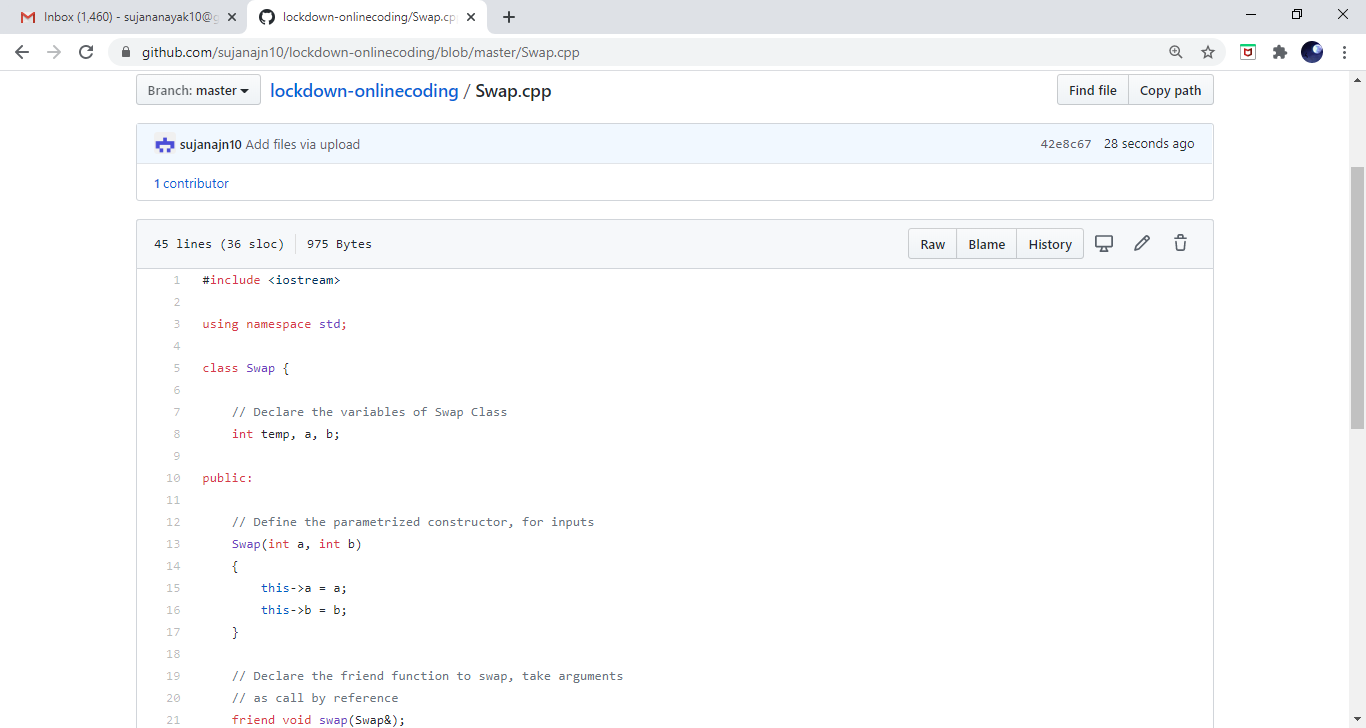 Inbox (1,460) - sujananayak10@g
lockdown-onlinecoding/Swap.cp
github.com/sujanajn10/lockdown-onlinecoding/blob/master/Swap.cpp
Branch: master
lockdown-onlinecoding / Swap.cpp
Find file
Copy path
sujanajn10 Add files via upload
42e8c67 28 seconds ago
1 contributor
45 lines (36 sloc) 975 Bytes
Raw
Blame
History
1 #include <iostream>
2
3 using namespace std;
4
5 class Swap {
6
7 // Declare the variables of Swap Class
8 int temp, a, b;
9
10 public:
11
12 // Define the parametrized constructor, for inputs
13 Swap(int a, int b)
14 {
15 this->a = a;
16 this->b = b;
17 }
18
19 // Declare the friend function to swap, take arguments
20 // as call by reference
21 friend void swap(Swap&);